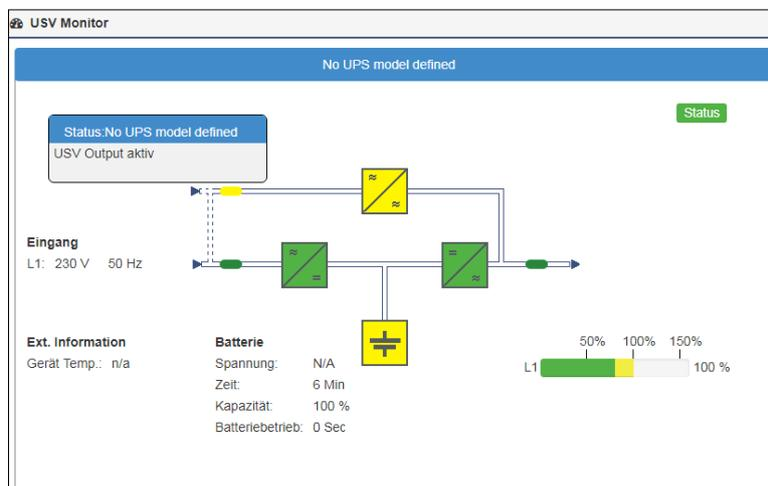 USV Monitor
No UPS model defined
Status
Status:No UPS model defined
USV Output aktiv
Eingang
L1: 230 V 50 Hz
Ext. Information
Gerät Temp.: n/a
Batterie
Spannung: N/A
Zeit: 6 Min
Kapazität: 100 %
Batteriebetrieb: 0 Sec
50% 100% 150%
L1 100 %